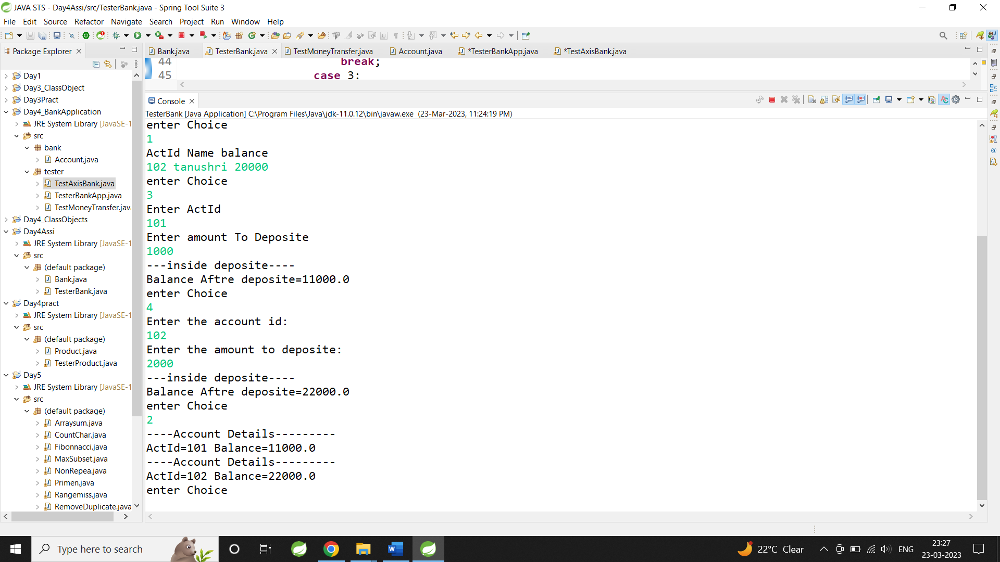 JAVA STS - Day4Assi/src/TesterBank.java - Spring Tool Suite 3
File Edit Source Refactor Navigate Search Project Run Window Help
Package Explorer
Day1
Day3_ClassObject
Day3Pract
Day4_BankApplication
JRE System Library [JavaSE-1
src
bank
Account.java
tester
TestAxisBank.java
TesterBankApp.java
TestMoneyTransfer.java
Day4_ClassObjects
Day4Assi
JRE System Library [JavaSE-1
src
(default package)
Bank.java
TesterBank.java
Day4pract
JRE System Library [JavaSE-1
src
(default package)
Product.java
TesterProduct.java
Day5
JRE System Library [JavaSE-1
src
(default package)
Arraysum.java
CountChar.java
Fibonnacci.java
MaxSubset.java
NonRepea.java
Primen.java
Rangemiss.java
RemoveDuplicate.java
Bank.java TesterBank.java TestMoneyTransfer.java Account.java *TesterBankApp.java *TestAxisBank.java
44 break;
45 case 3:
Console
TesterBank [Java Application] C:\Program Files\Java\jdk-11.0.12\bin\javaw.exe (23-Mar-2023, 11:24:19 PM)
enter Choice
1
ActId Name balance
102 tanushri 20000
enter Choice
3
Enter ActId
101
Enter amount To Deposite
1000
---inside deposite----
Balance Aftre deposite=11000.0
enter Choice
4
Enter the account id:
102
Enter the amount to deposite:
2000
---inside deposite----
Balance Aftre deposite=22000.0
enter Choice
2
----Account Details---------
ActId=101 Balance=11000.0
----Account Details---------
ActId=102 Balance=22000.0
enter Choice
Type here to search
22°C Clear
ENG
23:27
23-03-2023